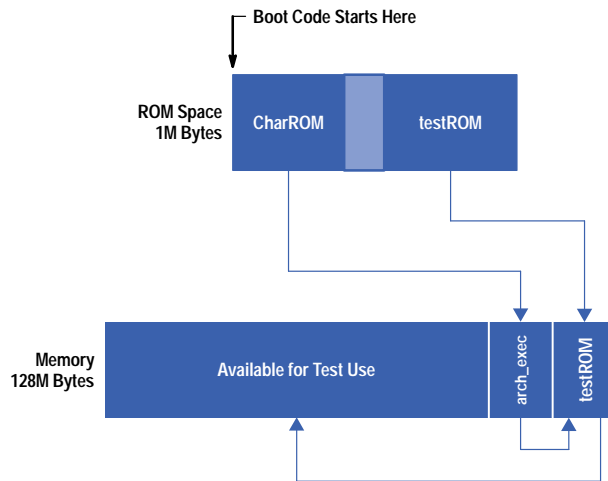 Boot Code Starts Here
ROM Space
1M Bytes
CharROM
testROM
Memory
128M Bytes
Available for Test Use
arch_exec
testROM